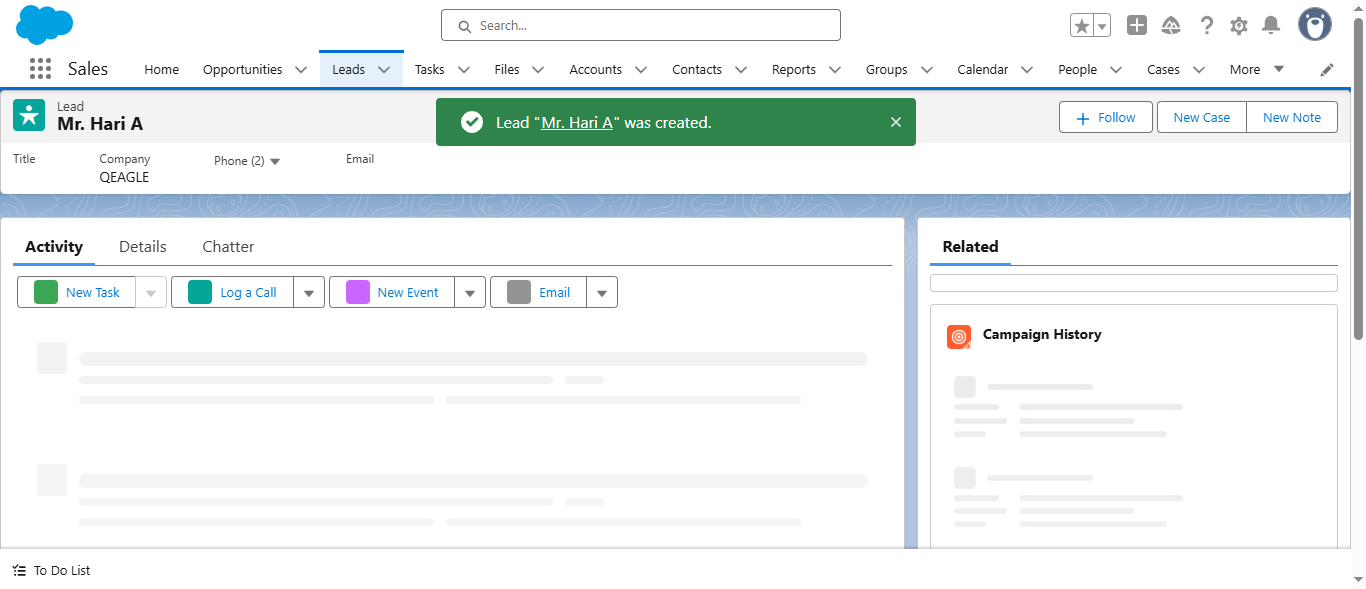 Search...
Sales
Home
Opportunities
Leads
Tasks
Files
Accounts
Contacts
Reports
Groups
Calendar
People
Cases
More
Lead
Mr. Hari A
Lead "Mr. Hari A" was created.
Follow
New Case
New Note
Title
Company
Phone (2)
Email
QEAGLE
Activity
Details
Chatter
Related
New Task
Log a Call
New Event
Email
Campaign History
To Do List